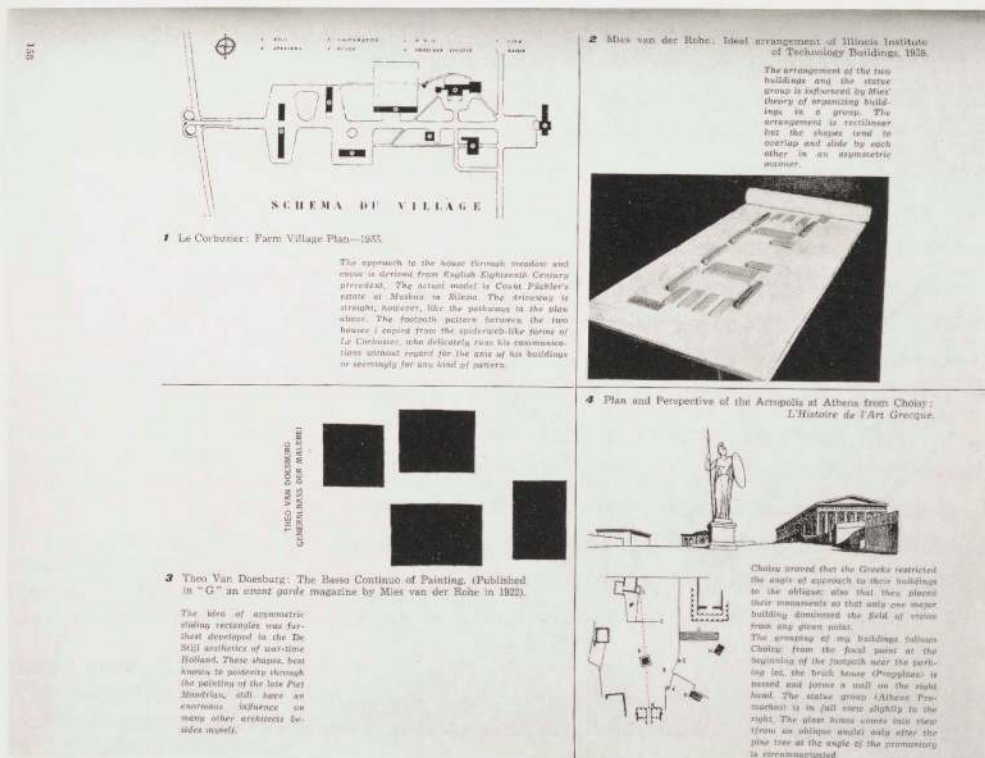 SCHEMA DU VILLAGE
1 Le Corbusier: Farm Village Plan—1933.
The approach to the house through meadow and
copse is derived from English Eighteenth Century
precedent. The actual model is Count Pückler's
estate at Muskau in Silesia. The driveway is
straight, however, like the pathways in the plan
above. The footpath pattern between the two
houses I copied from the spiderweb-like forms of
Le Corbusier, who delicately runs his communica-
tions without regard for the axis of his buildings
or seemingly for any kind of pattern.
2 Mies van der Rohe: Ideal arrangement of Illinois Institute
of Technology Buildings, 1939.
The arrangement of the two
buildings and the statue
group is influenced by Mies'
theory of organizing build-
ings in a group. The
arrangement is rectilinear
but the shapes tend to
overlap and slide by each
other in an asymmetric
manner.
THEO VAN DOESBURG
GENERALBASS DER MALEREI
3 Theo Van Doesburg: The Basso Continuo of Painting. (Published
in "G" an avant garde magazine by Mies van der Rohe in 1922).
The idea of asymmetric
sliding rectangles was fur-
thest developed in the De
Stijl aesthetics of war-time
Holland. These shapes, best
known to posterity through
the painting of the late Piet
Mondrian, still have an
enormous influence on
many other architects be-
sides myself.
4 Plan and Perspective of the Acropolis at Athens from Choisy:
L'Histoire de l'Art Grecque.
Choisy proved that the Greeks restricted
the angle of approach to their buildings
to the oblique; also that they placed
their monuments so that only one major
building dominated the field of vision
from any given point.
The grouping of my buildings follows
Choisy: from the focal point at the
beginning of the footpath near the park-
ing lot, the brick house (Propylaea) is
passed and forms a wall on the right
hand. The statue group (Athena Pro-
machos) is in full view slightly to the
right. The glass house comes into view
(from an oblique angle) only after the
pine tree at the angle of the promontory
is circumnavigated.